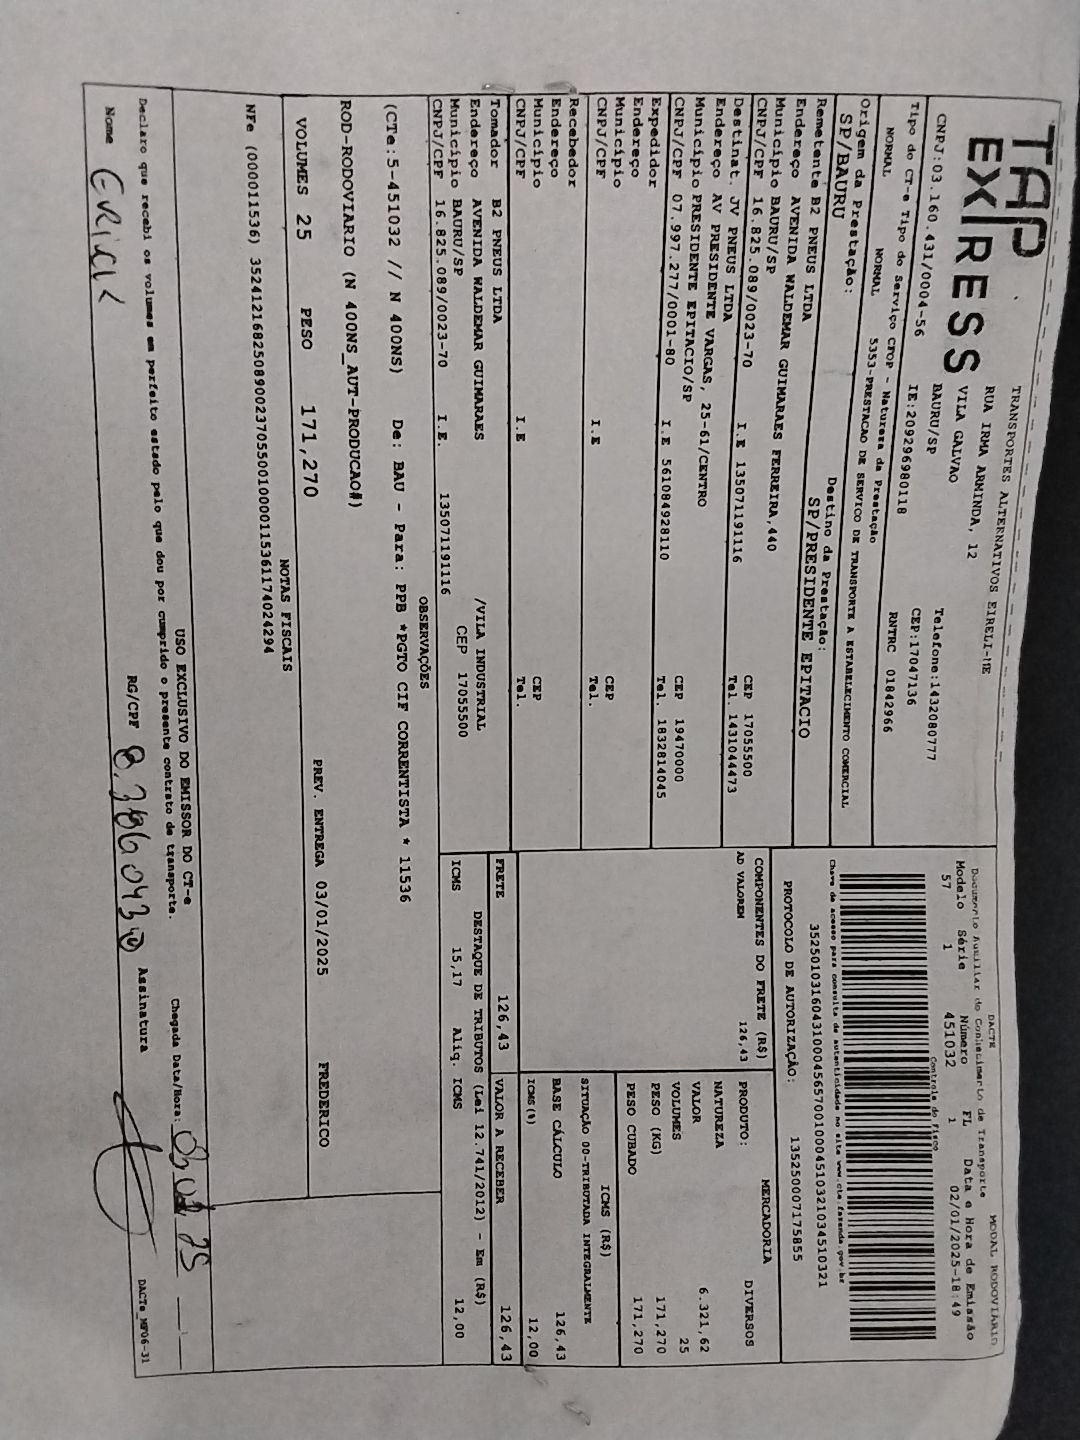 TAP
EXPRESS
TRANSPORTES ALTERNATIVOS EIRELI-ME
RUA IRMA ARMINDA, 12
VILA GALVAO
BAURU/SP
Telefone:1432080777
CEP:17047136
CNPJ:03.160.431/0004-56 IE:209296980118 RNTRC 01842966
Tipo do CT-e Tipo do Serviço CFOP - Natureza da Prestação
NORMAL NORMAL 5353-PRESTACAO DE SERVICO DE TRANSPORTE A ESTABELECIMENTO COMERCIAL
Origem da Prestação: Destino da Prestação:
SP/BAURU SP/PRESIDENTE EPITACIO
DACTE MODAL RODOVIÁRIO
Documento Auxiliar do Conhecimento de Transporte
Modelo Série Número FL Data e Hora de Emissão
57 1 451032 1 02/01/2025-18:49
Controle do Fisco
Chave de acesso para consulta de autenticidade no site www.cte.fazenda.gov.br
35250103160431000456570010004510321034510321
PROTOCOLO DE AUTORIZAÇÃO: 135250007175855
Remetente B2 PNEUS LTDA
Endereço AVENIDA WALDEMAR GUIMARAES FERREIRA,440
Município BAURU/SP CEP 17055500
CNPJ/CPF 16.825.089/0023-70 I.E 135071191116 Tel. 1431044473
Destinat. JV PNEUS LTDA
Endereço AV PRESIDENTE VARGAS, 25-61/CENTRO
Município PRESIDENTE EPITACIO/SP CEP 19470000
CNPJ/CPF 07.997.277/0001-80 I.E 561084928110 Tel. 1832814045
Expedidor
Endereço
Município CEP
CNPJ/CPF I.E Tel.
Recebedor
Endereço
Município CEP
CNPJ/CPF I.E Tel.
Tomador B2 PNEUS LTDA
Endereço AVENIDA WALDEMAR GUIMARAES /VILA INDUSTRIAL
Município BAURU/SP CEP 17055500
CNPJ/CPF 16.825.089/0023-70 I.E. 135071191116
COMPONENTES DO FRETE (R$)
AD VALOREM 126,43
FRETE 126,43
MERCADORIA
PRODUTO: DIVERSOS
NATUREZA
VALOR 6.321,62
VOLUMES 25
PESO (KG) 171,270
PESO CUBADO 171,270
ICMS (R$)
SITUAÇÃO 00-TRIBUTADA INTEGRALMENTE
BASE CÁLCULO 126,43
ICMS(%) 12,00
VALOR A RECEBER 126,43
DESTAQUE DE TRIBUTOS (Lei 12.741/2012) - Em (R$)
ICMS 15,17 Aliq. ICMS 12,00
OBSERVAÇÕES
(CTe:5-451032 // N 400NS) De: BAU - Para: PPB *PGTO CIF CORRENTISTA * 11536
ROD-RODOVIARIO (N 400NS_AUT-PRODUCAO#)
PREV. ENTREGA 03/01/2025 FREDERICO
VOLUMES 25 PESO 171,270
NOTAS FISCAIS
NFe (000011536) 35241216825089002370550010000115361174024294
USO EXCLUSIVO DO EMISSOR DO CT-e
Declaro que recebi os volumes em perfeito estado pelo que dou por cumprido o presente contrato de transporte.
Chegada Data/Hora: 25
Nome Erick RG/CPF Assinatura
DACTe_MF06-31